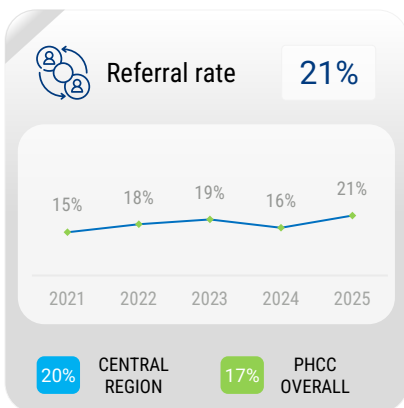 Referral rate 21%
15% 18% 19% 16% 21%
2021 2022 2023 2024 2025
20% CENTRAL REGION
17% PHCC OVERALL